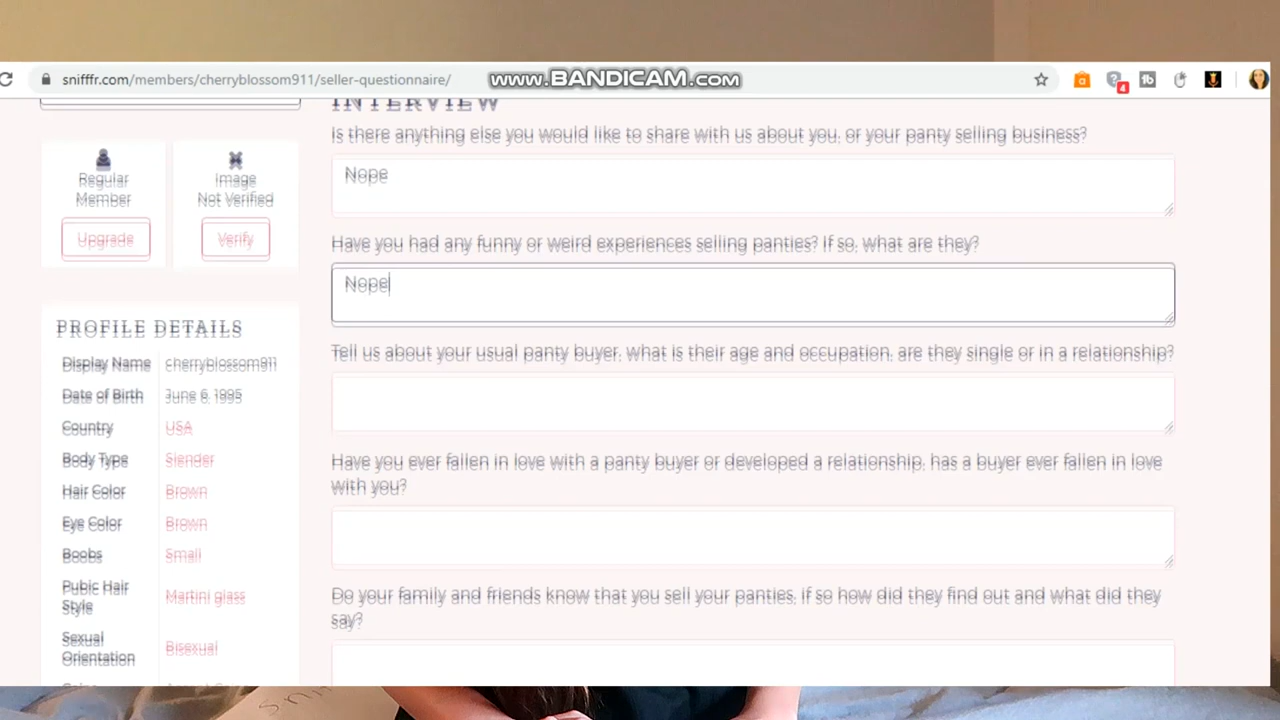 snifffr.com/members/cherryblossom911/seller-questionnaire/
www.BANDICAM.com
4
INTERVIEW
Is there anything else you would like to share with us about you, or your panty selling business?
Nope
Have you had any funny or weird experiences selling panties? If so, what are they?
Nope
Tell us about your usual panty buyer, what is their age and occupation, are they single or in a relationship?
Have you ever fallen in love with a panty buyer or developed a relationship, has a buyer ever fallen in love
with you?
Do your family and friends know that you sell your panties, if so how did they find out and what did they
say?
Regular
Member
Upgrade
Image
Not Verified
Verify
PROFILE DETAILS
Display Name cherryblossom911
Date of Birth June 6, 1995
Country USA
Body Type Slender
Hair Color Brown
Eye Color Brown
Boobs Small
Pubic Hair
Style Martini glass
Sexual
Orientation Bisexual